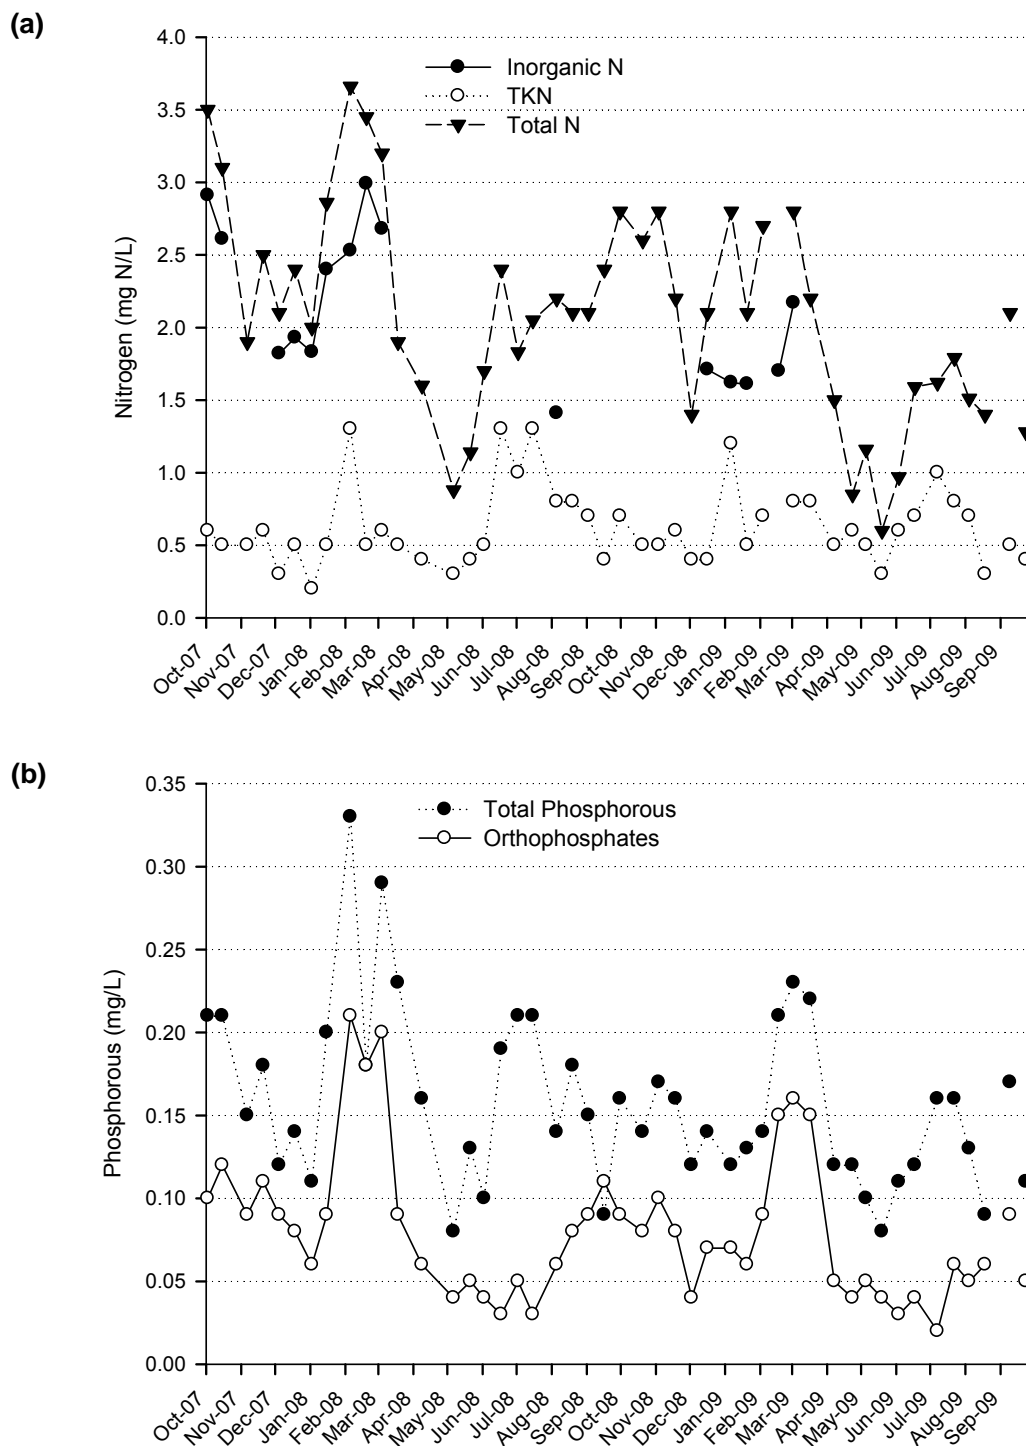 (a)
4.0
3.5
3.0
2.5
2.0
1.5
1.0
0.5
0.0
Nitrogen (mg N/L)
Inorganic N
TKN
Total N
Oct-07
Nov-07
Dec-07
Jan-08
Feb-08
Mar-08
Apr-08
May-08
Jun-08
Jul-08
Aug-08
Sep-08
Oct-08
Nov-08
Dec-08
Jan-09
Feb-09
Mar-09
Apr-09
May-09
Jun-09
Jul-09
Aug-09
Sep-09
(b)
0.35
0.30
0.25
0.20
0.15
0.10
0.05
0.00
Phosphorous (mg/L)
Total Phosphorous
Orthophosphates
Oct-07
Nov-07
Dec-07
Jan-08
Feb-08
Mar-08
Apr-08
May-08
Jun-08
Jul-08
Aug-08
Sep-08
Oct-08
Nov-08
Dec-08
Jan-09
Feb-09
Mar-09
Apr-09
May-09
Jun-09
Jul-09
Aug-09
Sep-09